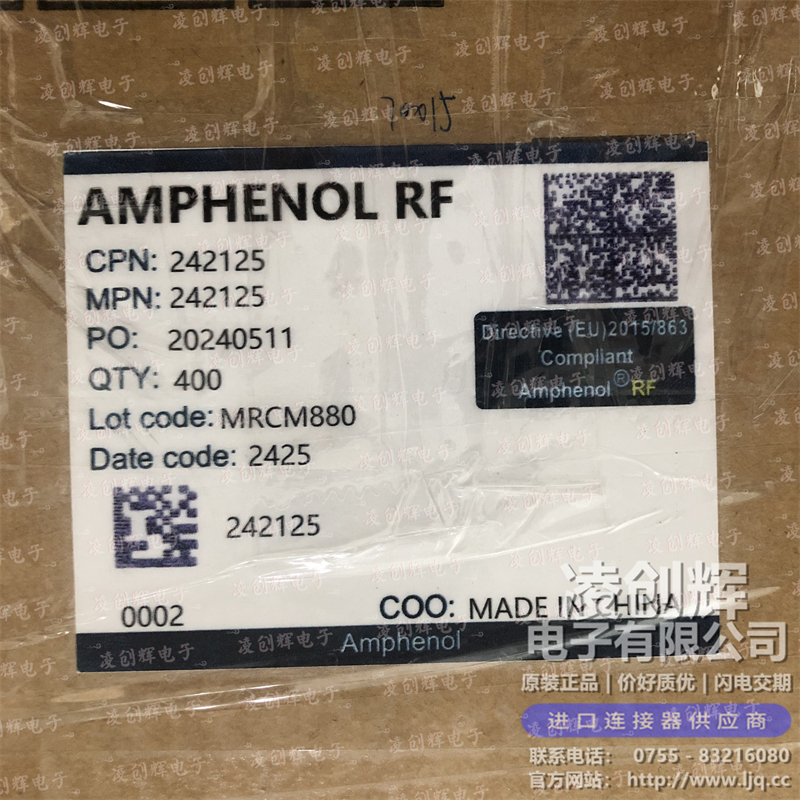 70015
AMPHENOL RF
CPN: 242125
MPN: 242125
PO: 20240511
QTY: 400
Lot code: MRCM880
Date code: 2425
Directive (EU)2015/863
Compliant
Amphenol® RF
242125
0002
COO: MADE IN CHINA
Amphenol
凌创辉
电子有限公司
原装正品 | 价好质优 | 闪电交期
进口连接器供应商
联系电话： 0755 - 83216080
官方网站： http://www.ljq.cc
凌创辉电子